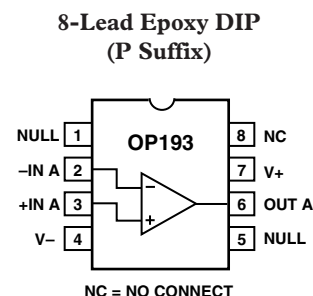 8-Lead Epoxy DIP
(P Suffix)
NULL 1
OP193
8 NC
–IN A 2
–
7 V+
+IN A 3
+
6 OUT A
V– 4
5 NULL
NC = NO CONNECT